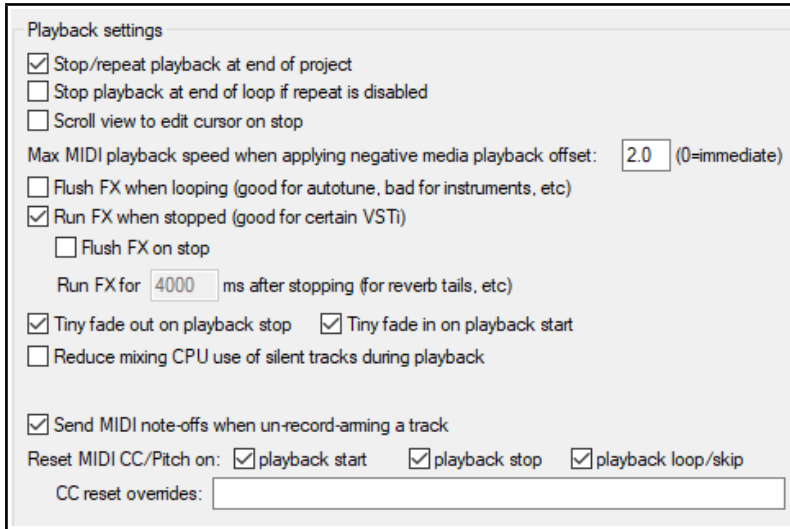 Playback settings
Stop/repeat playback at end of project
Stop playback at end of loop if repeat is disabled
Scroll view to edit cursor on stop
Max MIDI playback speed when applying negative media playback offset: 2.0 (0=immediate)
Flush FX when looping (good for autotune, bad for instruments, etc)
Run FX when stopped (good for certain VSTi)
Flush FX on stop
Run FX for 4000 ms after stopping (for reverb tails, etc)
Tiny fade out on playback stop Tiny fade in on playback start
Reduce mixing CPU use of silent tracks during playback
Send MIDI note-offs when un-record-arming a track
Reset MIDI CC/Pitch on: playback start playback stop playback loop/skip
CC reset overrides: